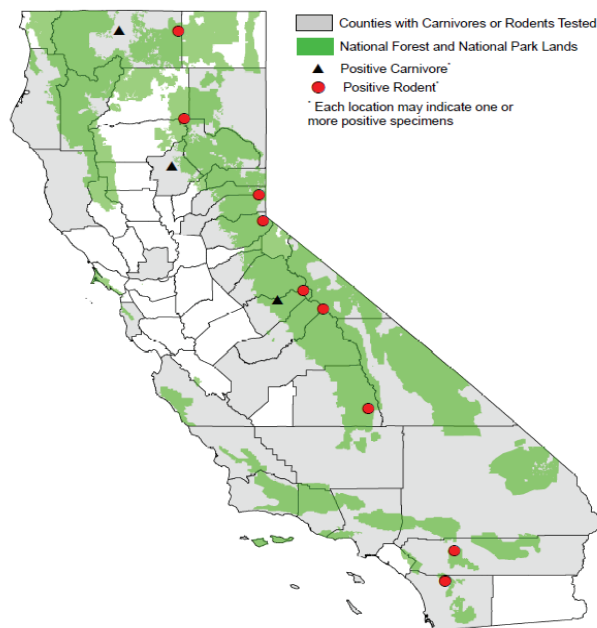 Counties with Carnivores or Rodents Tested
National Forest and National Park Lands
Positive Carnivore*
Positive Rodent*
* Each location may indicate one or
more positive specimens